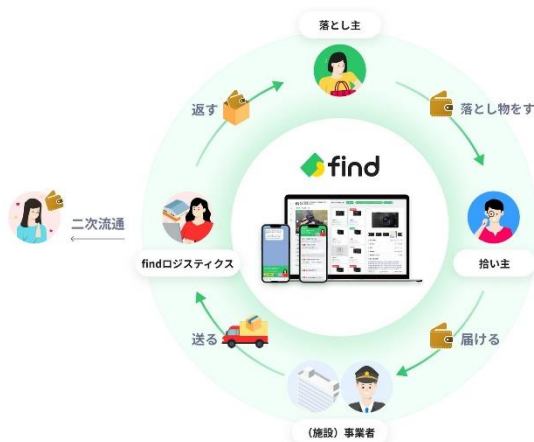 落とし主
返す
落とし物をす
find
二次流通
findロジスティクス
拾い主
送る
届ける
（施設）事業者